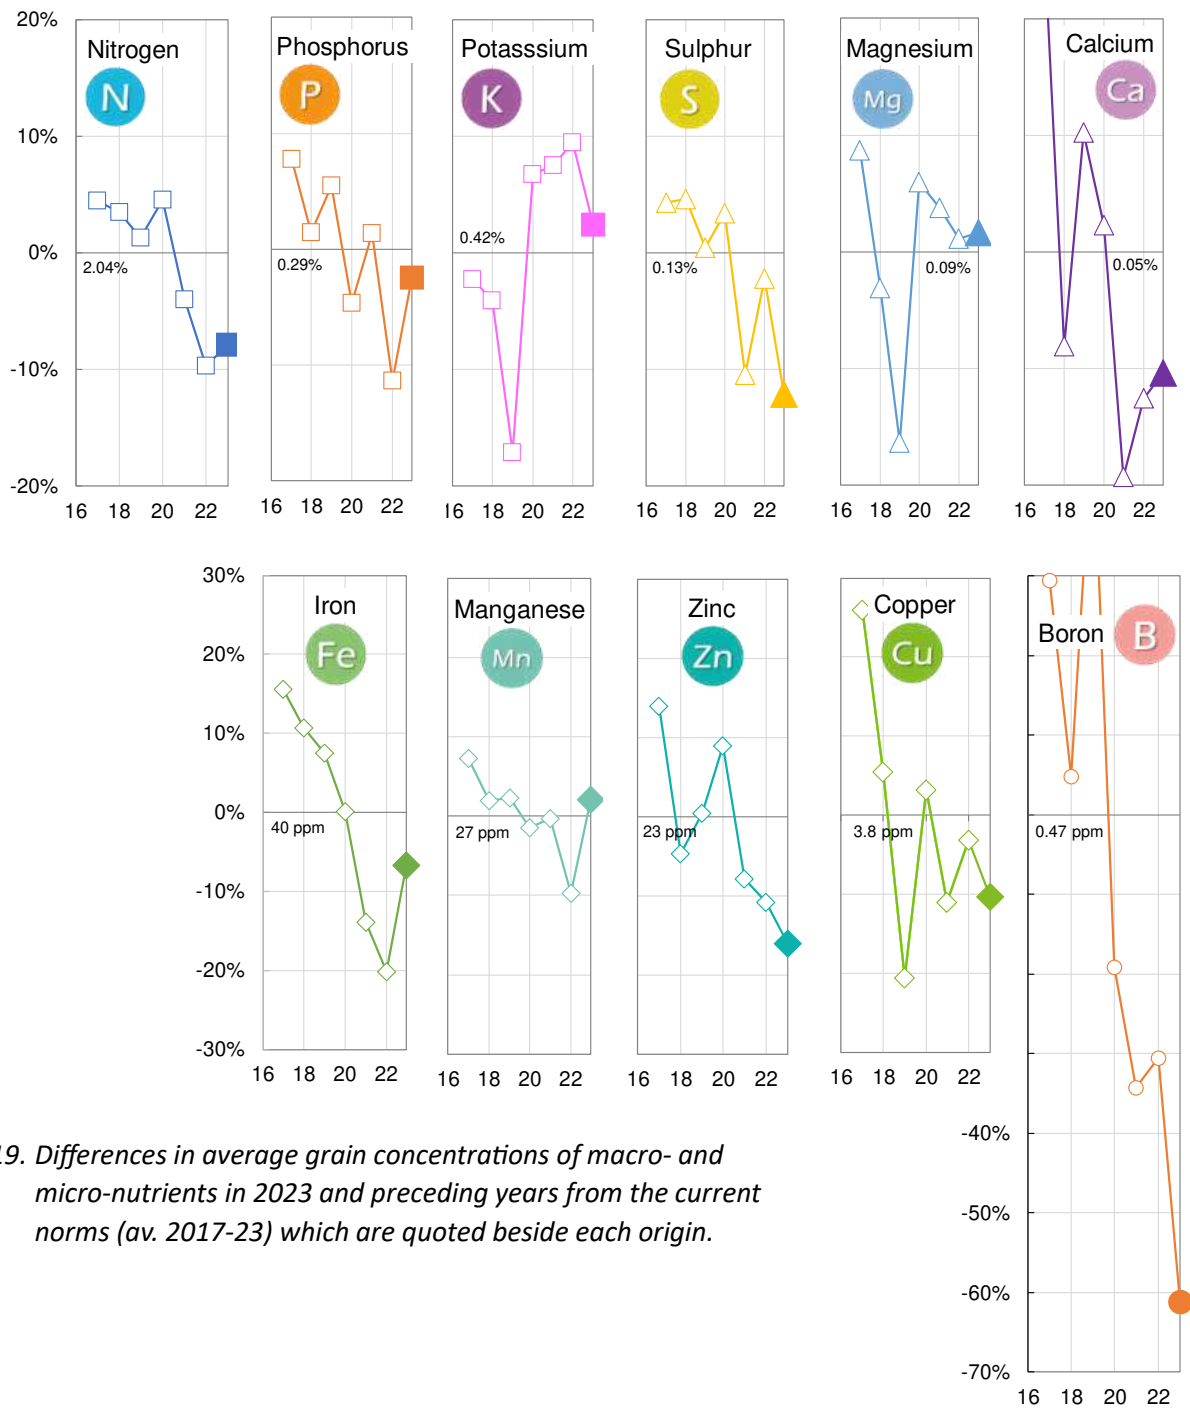 20%
10%
0%
-10%
-20%
Nitrogen
N
2.04%
16 18 20 22
Phosphorus
P
0.29%
16 18 20 22
Potasssium
K
0.42%
16 18 20 22
Sulphur
S
0.13%
16 18 20 22
Magnesium
Mg
0.09%
16 18 20 22
Calcium
Ca
0.05%
16 18 20 22
30%
20%
10%
0%
-10%
-20%
-30%
Iron
Fe
40 ppm
16 18 20 22
Manganese
Mn
27 ppm
16 18 20 22
Zinc
Zn
23 ppm
16 18 20 22
Copper
Cu
3.8 ppm
16 18 20 22
Boron
B
0.47 ppm
-40%
-50%
-60%
-70%
16 18 20 22
19. Differences in average grain concentrations of macro- and
micro-nutrients in 2023 and preceding years from the current
norms (av. 2017-23) which are quoted beside each origin.